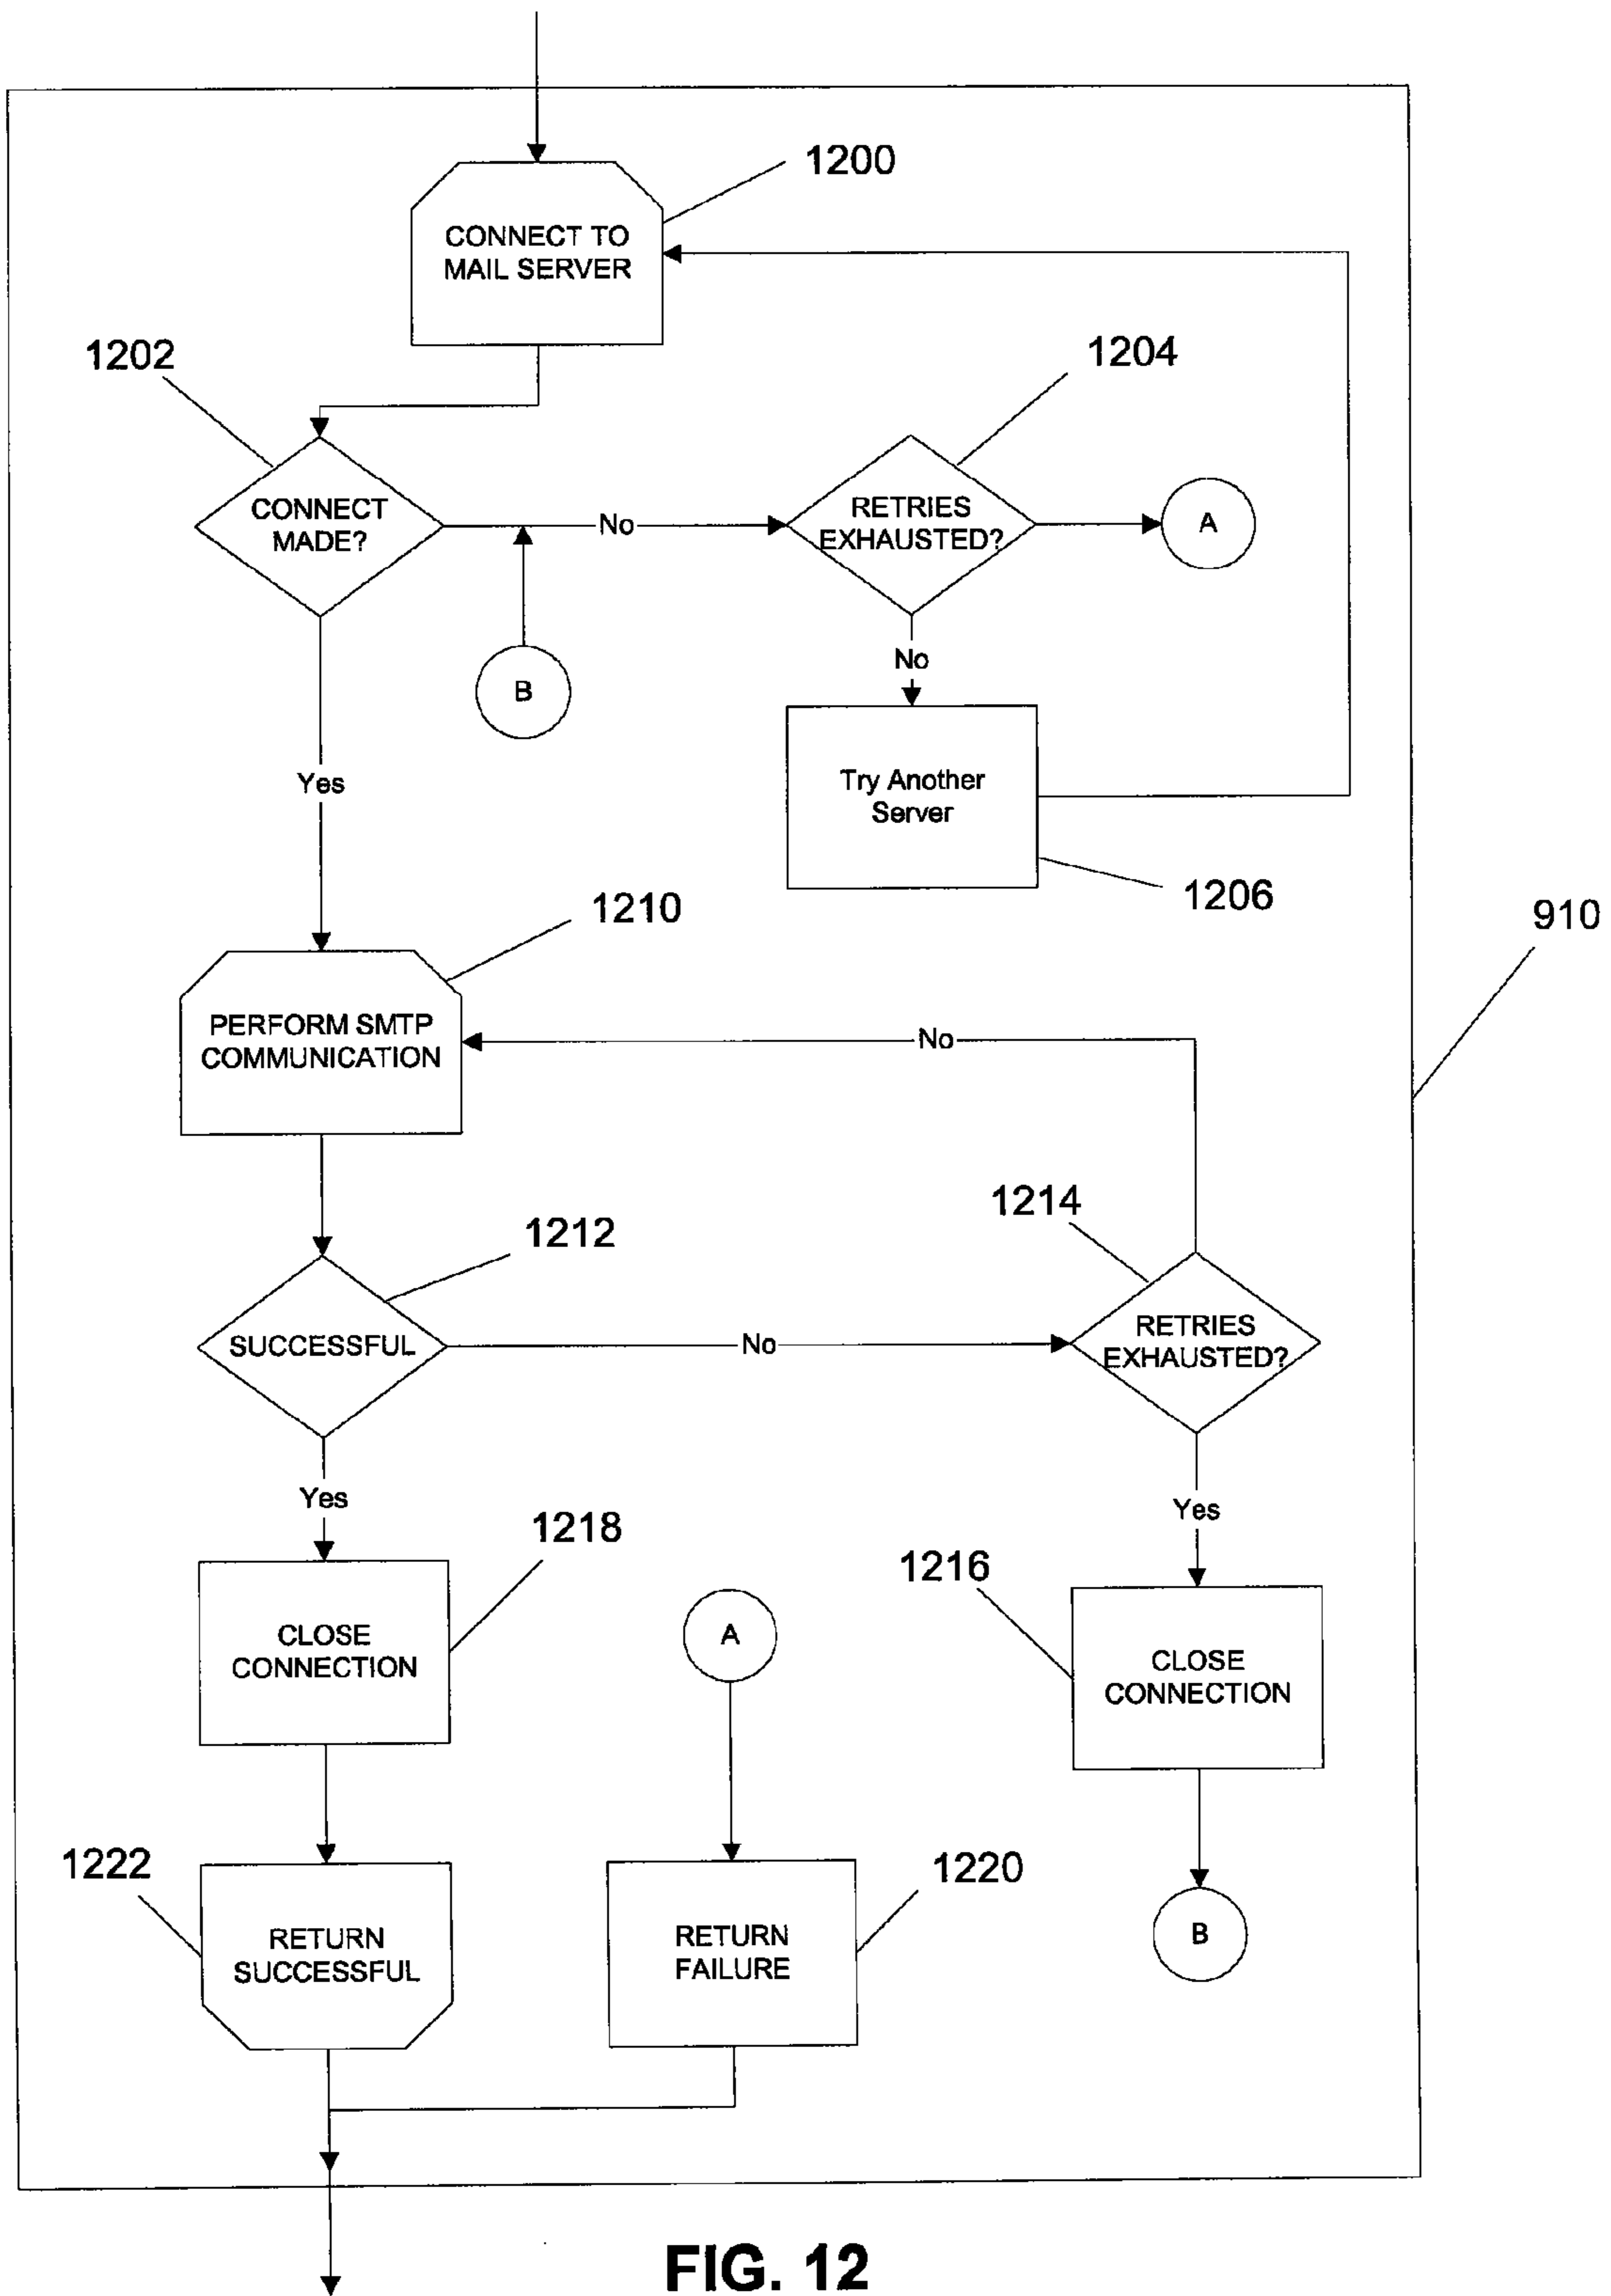 1200
CONNECT TO
MAIL SERVER
1202
1204
CONNECT
MADE?
No
RETRIES
EXHAUSTED?
A
No
B
Yes
Try Another
Server
1206
1210
910
PERFORM SMTP
COMMUNICATION
No
1214
1212
SUCCESSFUL
No
RETRIES
EXHAUSTED?
Yes
Yes
1218
1216
CLOSE
CONNECTION
A
CLOSE
CONNECTION
1222
1220
RETURN
SUCCESSFUL
RETURN
FAILURE
B
FIG. 12